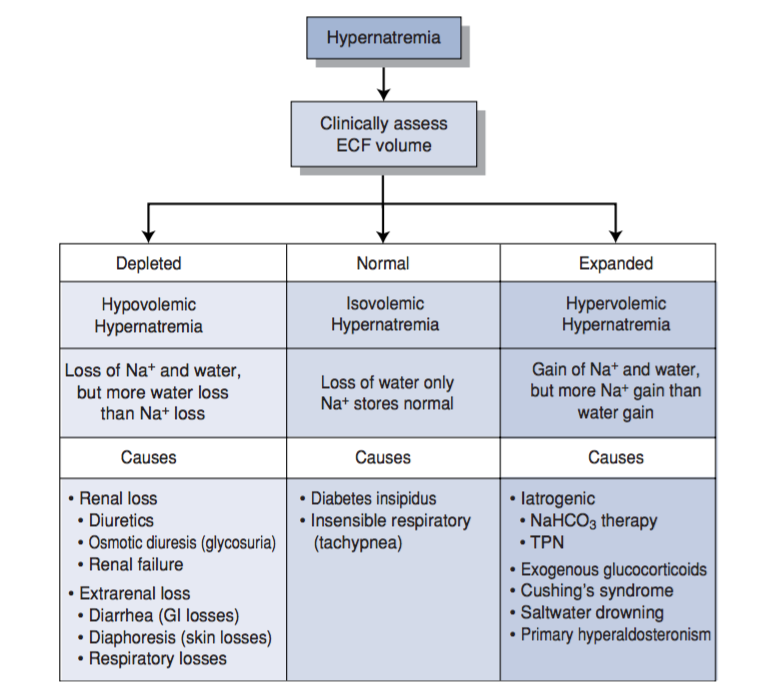 Hypernatremia
Clinically assess
ECF volume
Depleted
Normal
Expanded
Hypovolemic
Hypernatremia
Isovolemic
Hypernatremia
Hypervolemic
Hypernatremia
Loss of Na⁺ and water,
but more water loss
than Na⁺ loss
Loss of water only
Na⁺ stores normal
Gain of Na⁺ and water,
but more Na⁺ gain than
water gain
Causes
Causes
Causes
• Renal loss
• Diuretics
• Osmotic diuresis (glycosuria)
• Renal failure
• Extrarenal loss
• Diarrhea (GI losses)
• Diaphoresis (skin losses)
• Respiratory losses
• Diabetes insipidus
• Insensible respiratory
(tachypnea)
• Iatrogenic
• NaHCO₃ therapy
• TPN
• Exogenous glucocorticoids
• Cushing's syndrome
• Saltwater drowning
• Primary hyperaldosteronism